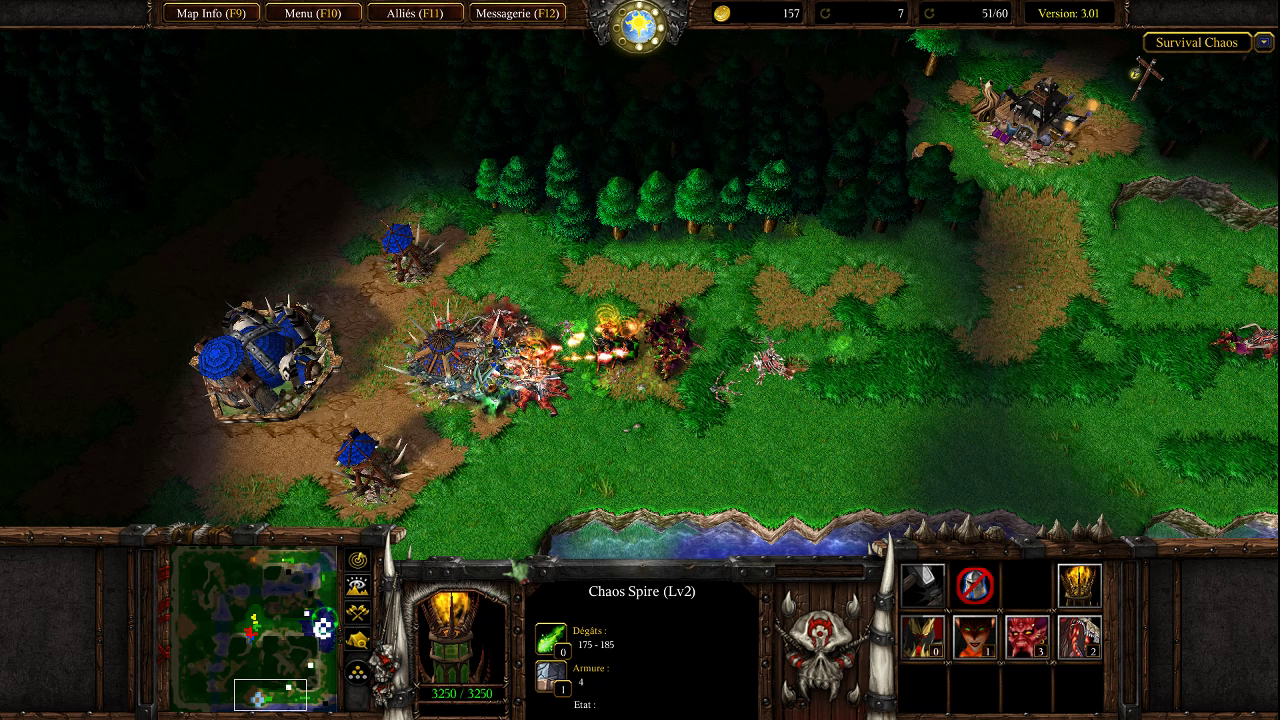 Map Info (F9) Menu (F10) Alliés (F11) Messagerie (F12) 157 7 51/60 Version: 3.01
Survival Chaos
Chaos Spire (Lv2)
Dégâts :
175 - 185
0
Armure :
4
1
Etat :
3250 / 3250
0 1 3 2